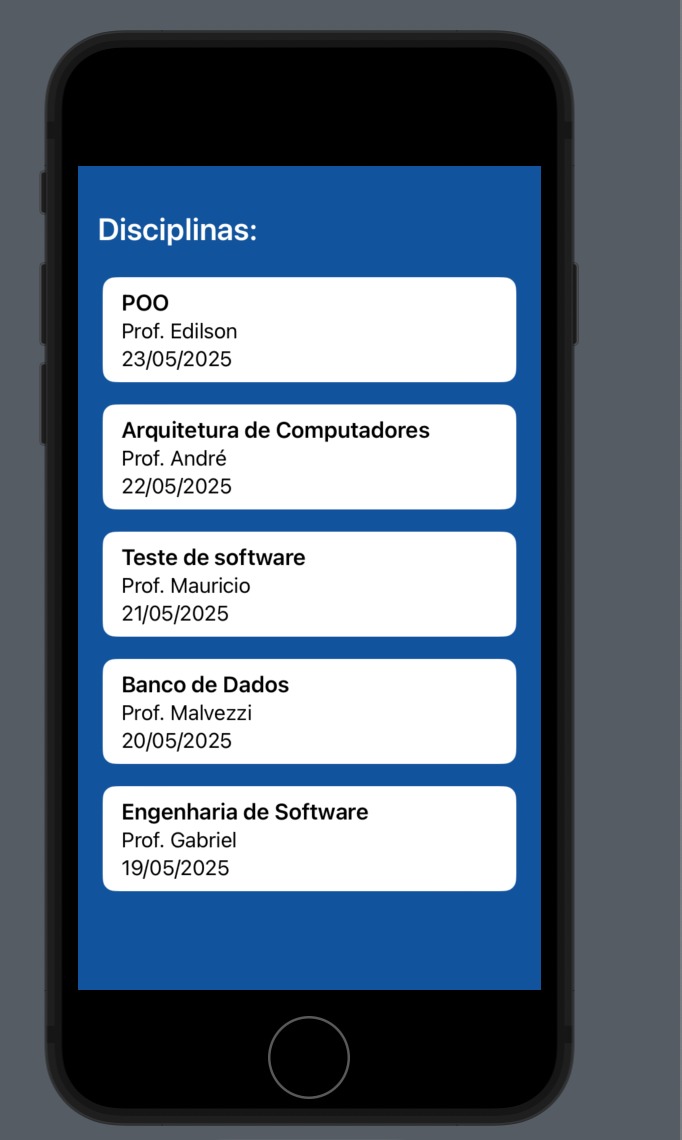 Disciplinas:
POO
Prof. Edilson
23/05/2025
Arquitetura de Computadores
Prof. André
22/05/2025
Teste de software
Prof. Mauricio
21/05/2025
Banco de Dados
Prof. Malvezzi
20/05/2025
Engenharia de Software
Prof. Gabriel
19/05/2025